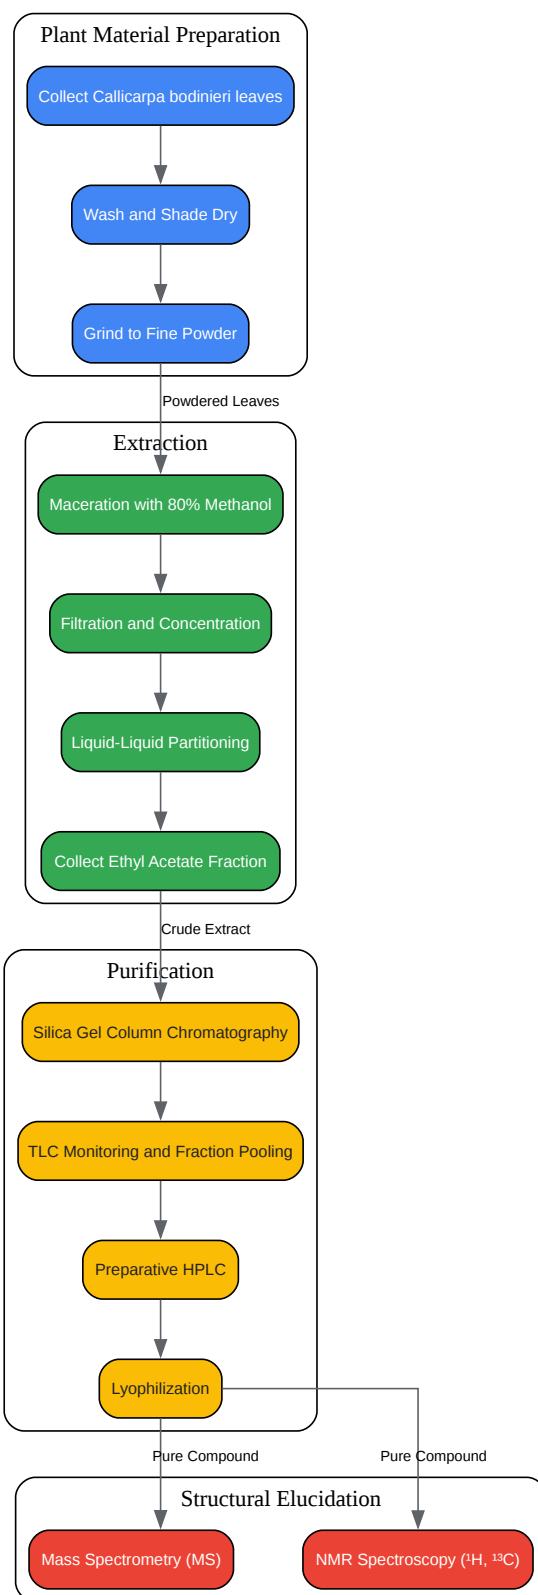 Plant Material Preparation
Collect Callicarpa bodinieri leaves
Wash and Shade Dry
Grind to Fine Powder
Powdered Leaves
Extraction
Maceration with 80% Methanol
Filtration and Concentration
Liquid-Liquid Partitioning
Collect Ethyl Acetate Fraction
Crude Extract
Purification
Silica Gel Column Chromatography
TLC Monitoring and Fraction Pooling
Preparative HPLC
Lyophilization
Pure Compound
Pure Compound
Structural Elucidation
Mass Spectrometry (MS)
NMR Spectroscopy (¹H, ¹³C)